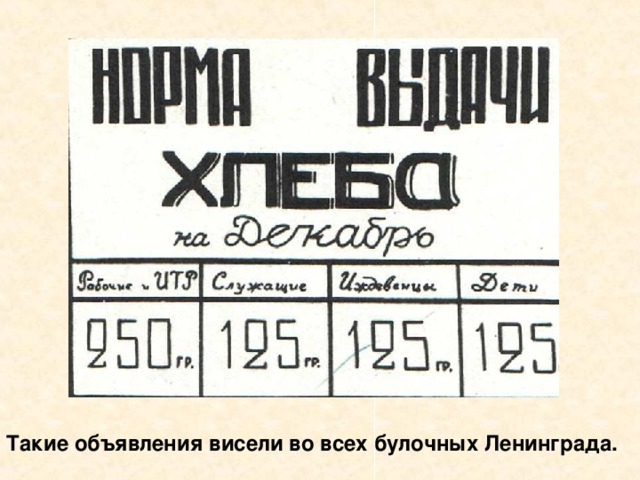 НОРМА ВЫДАЧИ
ХЛЕБА
на Декабрь
Рабочие и ИТР Служащие Иждевенцы Дети
250 гр. 125 гр. 125 гр. 125
Такие объявления висели во всех булочных Ленинграда.